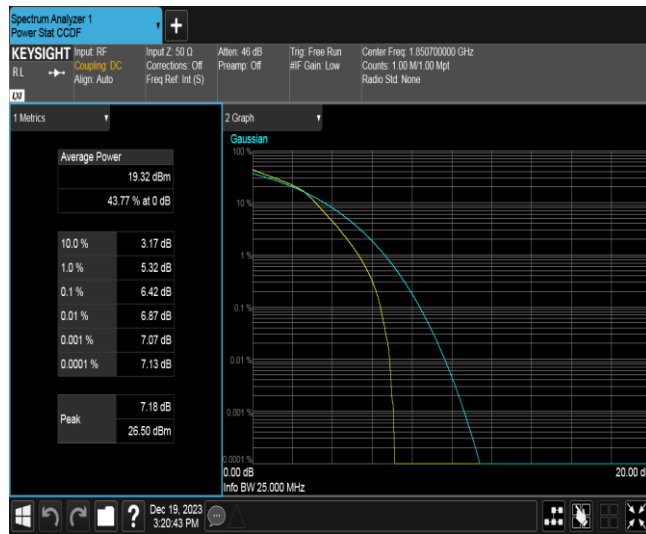 Spectrum Analyzer 1
Power Stat CCDF
+
KEYSIGHT
RL
LXI
Input: RF
Coupling: DC
Align: Auto
Input Z: 50 Ω
Corrections: Off
Freq Ref: Int (S)
Atten: 46 dB
Preamp: Off
Trig: Free Run
#IF Gain: Low
Center Freq: 1.850700000 GHz
Counts: 1.00 M/1.00 Mpt
Radio Std: None
1 Metrics
Average Power
19.32 dBm
43.77 % at 0 dB
10.0 % 3.17 dB
1.0 % 5.32 dB
0.1 % 6.42 dB
0.01 % 6.87 dB
0.001 % 7.07 dB
0.0001 % 7.13 dB
Peak 7.18 dB
26.50 dBm
2 Graph
Gaussian
100 %
10 %
1 %
0.1 %
0.01 %
0.001 %
0.0001 %
0.00 dB
20.00 d
Info BW 25.000 MHz
?
Dec 19, 2023
3:20:43 PM